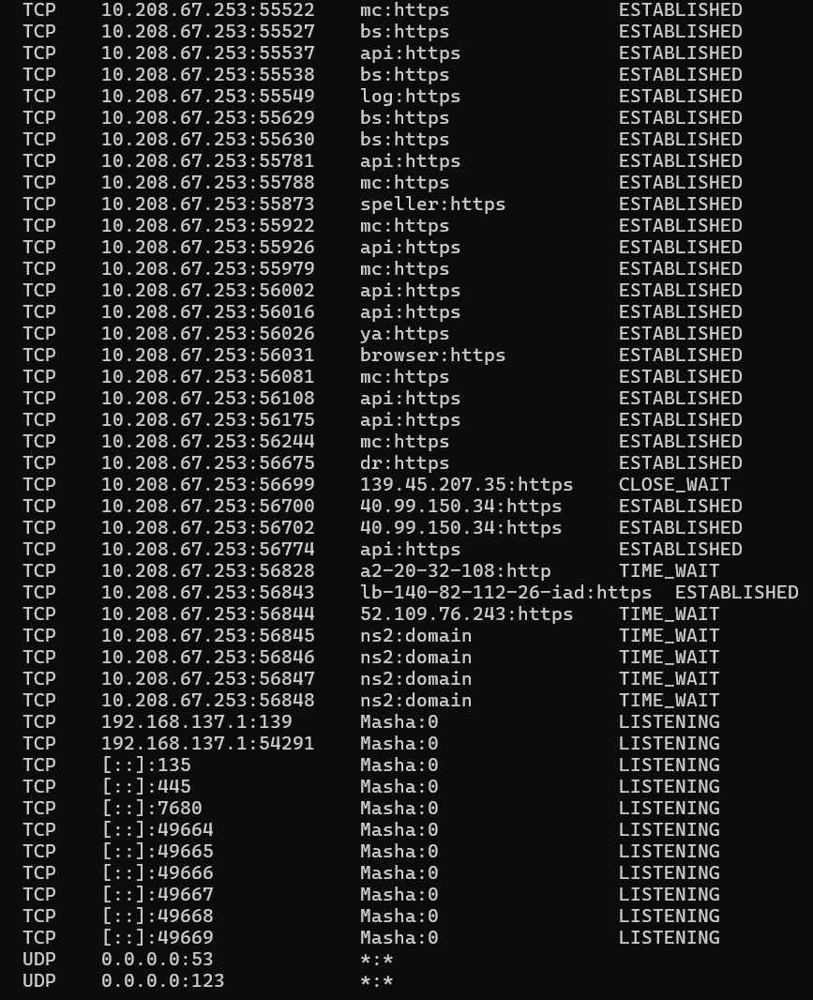 TCP 10.208.67.253:55522 mc:https ESTABLISHED
TCP 10.208.67.253:55527 bs:https ESTABLISHED
TCP 10.208.67.253:55537 api:https ESTABLISHED
TCP 10.208.67.253:55538 bs:https ESTABLISHED
TCP 10.208.67.253:55549 log:https ESTABLISHED
TCP 10.208.67.253:55629 bs:https ESTABLISHED
TCP 10.208.67.253:55630 bs:https ESTABLISHED
TCP 10.208.67.253:55781 api:https ESTABLISHED
TCP 10.208.67.253:55788 mc:https ESTABLISHED
TCP 10.208.67.253:55873 speller:https ESTABLISHED
TCP 10.208.67.253:55922 mc:https ESTABLISHED
TCP 10.208.67.253:55926 api:https ESTABLISHED
TCP 10.208.67.253:55979 mc:https ESTABLISHED
TCP 10.208.67.253:56002 api:https ESTABLISHED
TCP 10.208.67.253:56016 api:https ESTABLISHED
TCP 10.208.67.253:56026 ya:https ESTABLISHED
TCP 10.208.67.253:56031 browser:https ESTABLISHED
TCP 10.208.67.253:56081 mc:https ESTABLISHED
TCP 10.208.67.253:56108 api:https ESTABLISHED
TCP 10.208.67.253:56175 api:https ESTABLISHED
TCP 10.208.67.253:56244 mc:https ESTABLISHED
TCP 10.208.67.253:56675 dr:https ESTABLISHED
TCP 10.208.67.253:56699 139.45.207.35:https CLOSE_WAIT
TCP 10.208.67.253:56700 40.99.150.34:https ESTABLISHED
TCP 10.208.67.253:56702 40.99.150.34:https ESTABLISHED
TCP 10.208.67.253:56774 api:https ESTABLISHED
TCP 10.208.67.253:56828 a2-20-32-108:http TIME_WAIT
TCP 10.208.67.253:56843 lb-140-82-112-26-iad:https ESTABLISHED
TCP 10.208.67.253:56844 52.109.76.243:https TIME_WAIT
TCP 10.208.67.253:56845 ns2:domain TIME_WAIT
TCP 10.208.67.253:56846 ns2:domain TIME_WAIT
TCP 10.208.67.253:56847 ns2:domain TIME_WAIT
TCP 10.208.67.253:56848 ns2:domain TIME_WAIT
TCP 192.168.137.1:139 Masha:0 LISTENING
TCP 192.168.137.1:54291 Masha:0 LISTENING
TCP [::]:135 Masha:0 LISTENING
TCP [::]:445 Masha:0 LISTENING
TCP [::]:7680 Masha:0 LISTENING
TCP [::]:49664 Masha:0 LISTENING
TCP [::]:49665 Masha:0 LISTENING
TCP [::]:49666 Masha:0 LISTENING
TCP [::]:49667 Masha:0 LISTENING
TCP [::]:49668 Masha:0 LISTENING
TCP [::]:49669 Masha:0 LISTENING
UDP 0.0.0.0:53 *:*
UDP 0.0.0.0:123 *:*